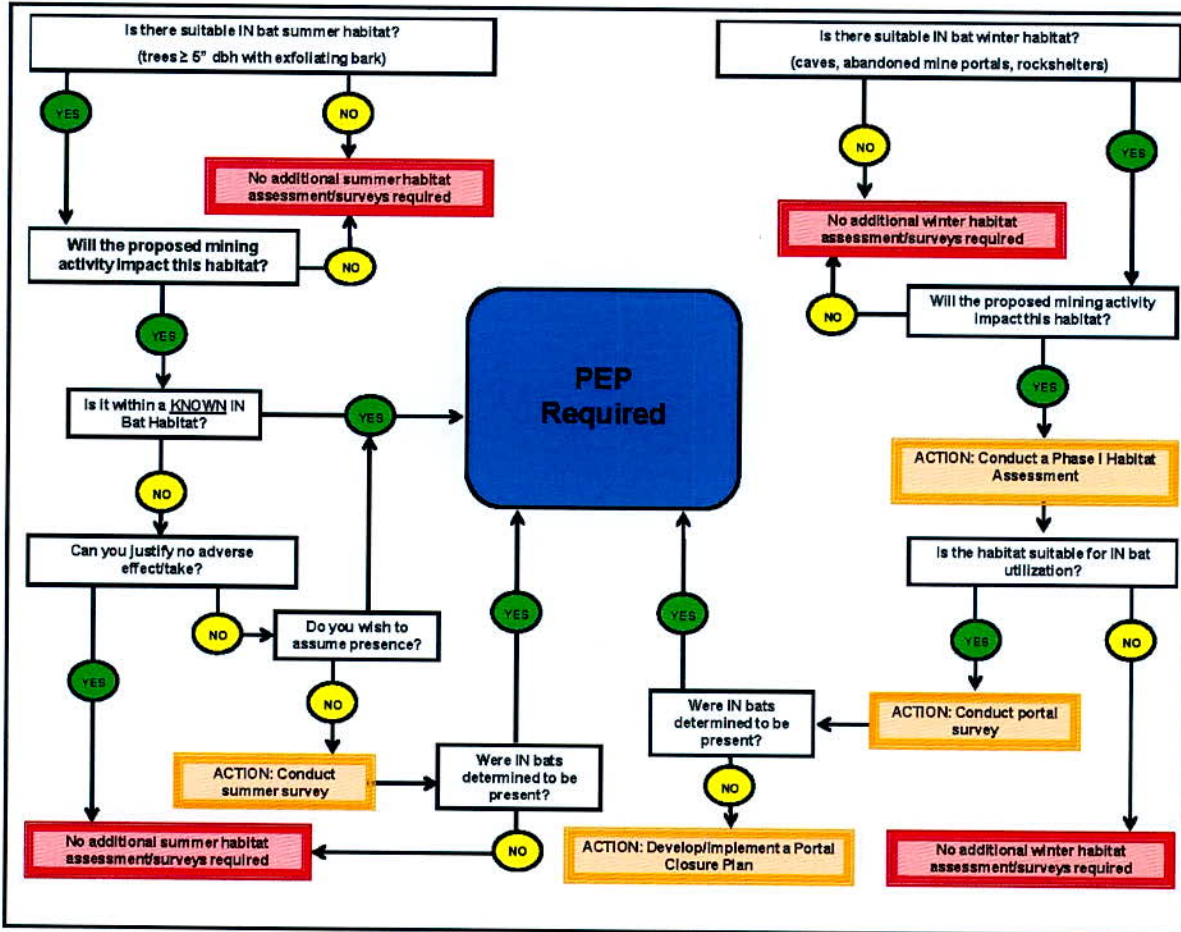 Is there suitable IN bat summer habitat?
(trees ≥ 5" dbh with exfoliating bark)
YES
NO
No additional summer habitat
assessment/surveys required
Will the proposed mining
activity impact this habitat?
NO
YES
Is it within a KNOWN IN
Bat Habitat?
YES
NO
Can you justify no adverse
effect/take?
NO
Do you wish to
assume presence?
YES
NO
ACTION: Conduct
summer survey
Were IN bats
determined to be
present?
YES
NO
No additional summer habitat
assessment/surveys required
PEP
Required
Is there suitable IN bat winter habitat?
(caves, abandoned mine portals, rockshelters)
NO
YES
No additional winter habitat
assessment/surveys required
Will the proposed mining activity
impact this habitat?
NO
YES
ACTION: Conduct a Phase I Habitat
Assessment
Is the habitat suitable for IN bat
utilization?
YES
NO
ACTION: Conduct portal
survey
Were IN bats
determined to be
present?
YES
NO
ACTION: Develop/Implement a Portal
Closure Plan
No additional winter habitat
assessment/surveys required